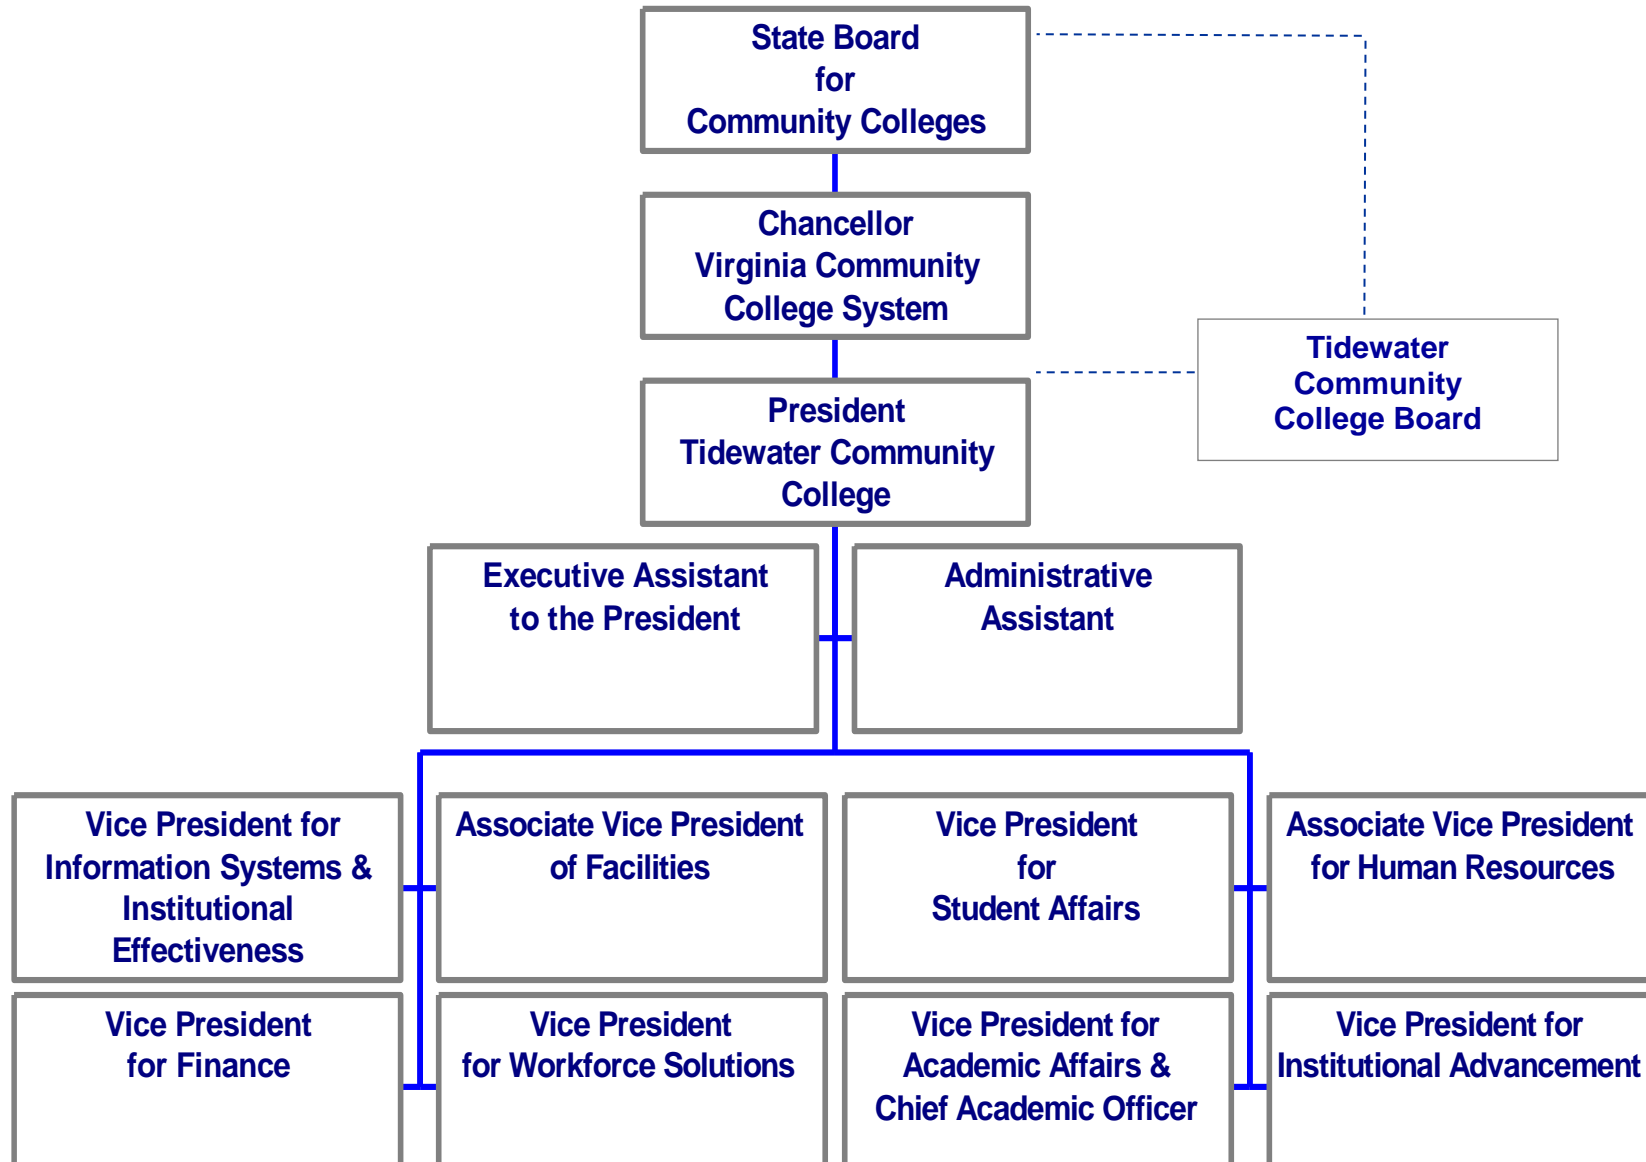 State Board
for
Community Colleges
Chancellor
Virginia Community
College System
Tidewater
Community
College Board
President
Tidewater Community
College
Executive Assistant
to the President
Administrative
Assistant
Vice President for
Information Systems &
Institutional
Effectiveness
Associate Vice President
of Facilities
Vice President
for
Student Affairs
Associate Vice President
for Human Resources
Vice President
for Finance
Vice President
for Workforce Solutions
Vice President for
Academic Affairs &
Chief Academic Officer
Vice President for
Institutional Advancement